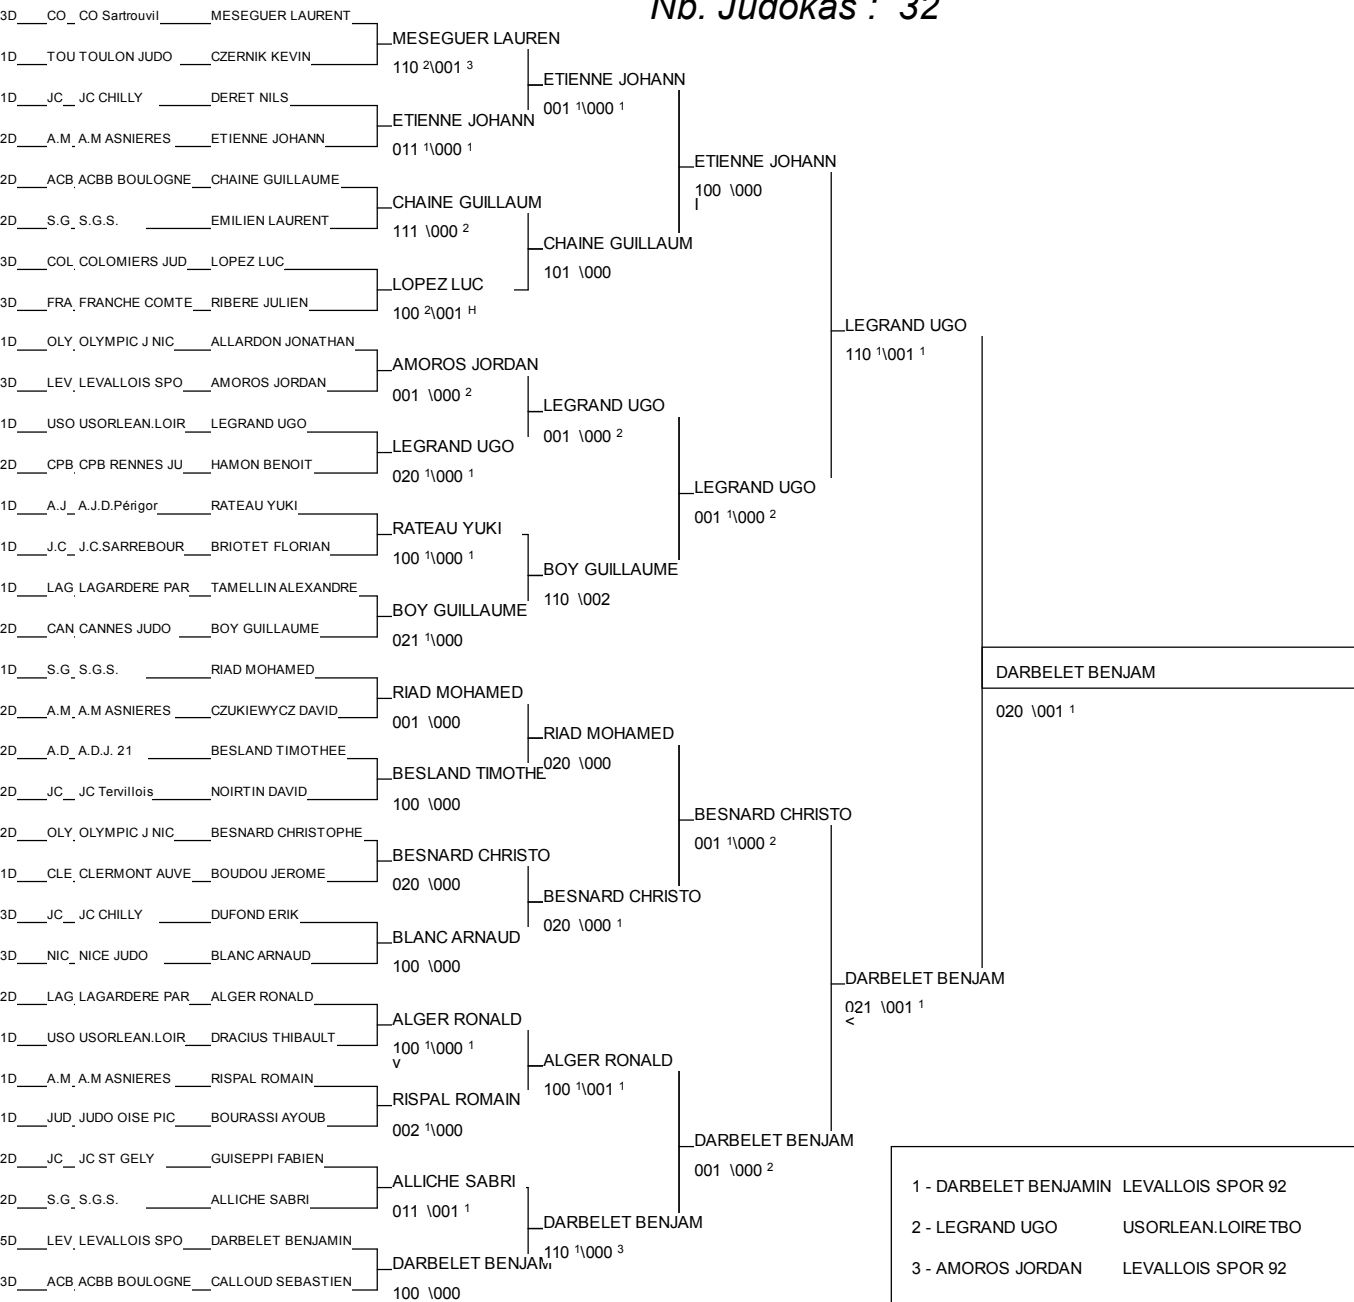 Nb. Judokas : 32
3D CO CO Sartrouvil MESEGUER LAURENT
1D TOU TOULON JUDO CZERNIK KEVIN
1D JC JC CHILLY DERET NILS
2D A.M A.M ASNIERES ETIENNE JOHANN
2D ACB ACBB BOULOGNE CHAINE GUILLAUME
2D S.G S.G.S. EMILIEN LAURENT
3D COL COLOMIERS JUD LOPEZ LUC
3D FRA FRANCHE COMTE RIBERE JULIEN
1D OLY OLYMPIC J NIC ALLARDON JONATHAN
3D LEV LEVALLOIS SPO AMOROS JORDAN
1D USO USORLEAN.LOIR LEGRAND UGO
2D CPB CPB RENNES JU HAMON BENOIT
1D A.J A.J.D.Périgor RATEAU YUKI
1D J.C J.C.SARREBOUR BRIOTET FLORIAN
1D LAG LAGARDERE PAR TAMELLIN ALEXANDRE
2D CAN CANNES JUDO BOY GUILLAUME
1D S.G S.G.S. RIAD MOHAMED
2D A.M A.M ASNIERES CZUKIEWYCZ DAVID
2D A.D A.D.J. 21 BESLAND TIMOTHEE
2D JC JC Tervillois NOIRTIN DAVID
2D OLY OLYMPIC J NIC BESNARD CHRISTOPHE
1D CLE CLERMONT AUVE BOUDOU JEROME
3D JC JC CHILLY DUFOND ERIK
3D NIC NICE JUDO BLANC ARNAUD
2D LAG LAGARDERE PAR ALGER RONALD
1D USO USORLEAN.LOIR DRACIUS THIBAULT
1D A.M A.M ASNIERES RISPAL ROMAIN
1D JUD JUDO OISE PIC BOURASSI AYOUB
2D JC JC ST GELY GUISEPPI FABIEN
2D S.G S.G.S. ALLICHE SABRI
5D LEV LEVALLOIS SPO DARBELET BENJAMIN
3D ACB ACBB BOULOGNE CALLOUD SEBASTIEN
MESEGUER LAUREN
110 2\001 3
ETIENNE JOHANN
011 1\000 1
CHAINE GUILLAUM
111 \000 2
LOPEZ LUC
100 2\001 H
AMOROS JORDAN
001 \000 2
LEGRAND UGO
020 1\000 1
RATEAU YUKI
100 1\000 1
BOY GUILLAUME
021 1\000
RIAD MOHAMED
001 \000
BESLAND TIMOTHE
100 \000
BESNARD CHRISTO
020 \000
BLANC ARNAUD
100 \000
ALGER RONALD
100 1\000 1
v
RISPAL ROMAIN
002 1\000
ALLICHE SABRI
011 \001 1
DARBELET BENJAM
100 \000
ETIENNE JOHANN
001 1\000 1
CHAINE GUILLAUM
101 \000
LEGRAND UGO
001 \000 2
BOY GUILLAUME
110 \002
RIAD MOHAMED
020 \000
BESNARD CHRISTO
020 \000 1
ALGER RONALD
100 1\001 1
DARBELET BENJAM
110 1\000 3
ETIENNE JOHANN
100 \000
I
LEGRAND UGO
001 1\000 2
BESNARD CHRISTO
001 1\000 2
DARBELET BENJAM
001 \000 2
LEGRAND UGO
110 1\001 1
DARBELET BENJAM
021 \001 1
<
DARBELET BENJAM
020 \001 1
1 - DARBELET BENJAMIN LEVALLOIS SPOR 92
2 - LEGRAND UGO USORLEAN.LOIRETBO
3 - AMOROS JORDAN LEVALLOIS SPOR 92